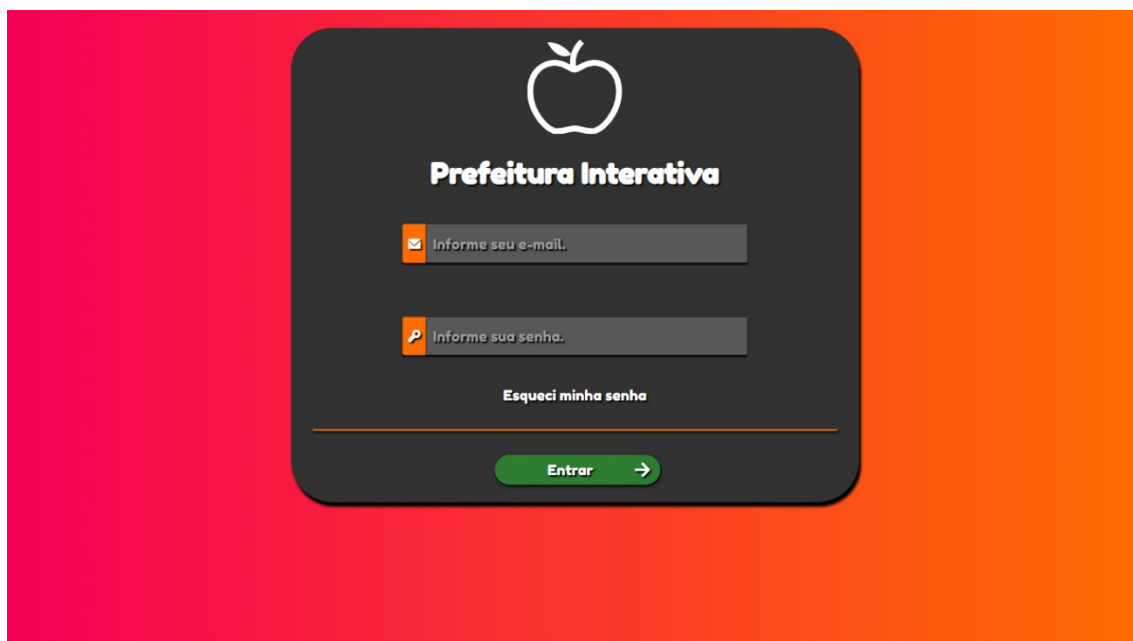 Prefeitura Interativa
Informe seu e-mail.
Informe sua senha.
Esqueci minha senha
Entrar